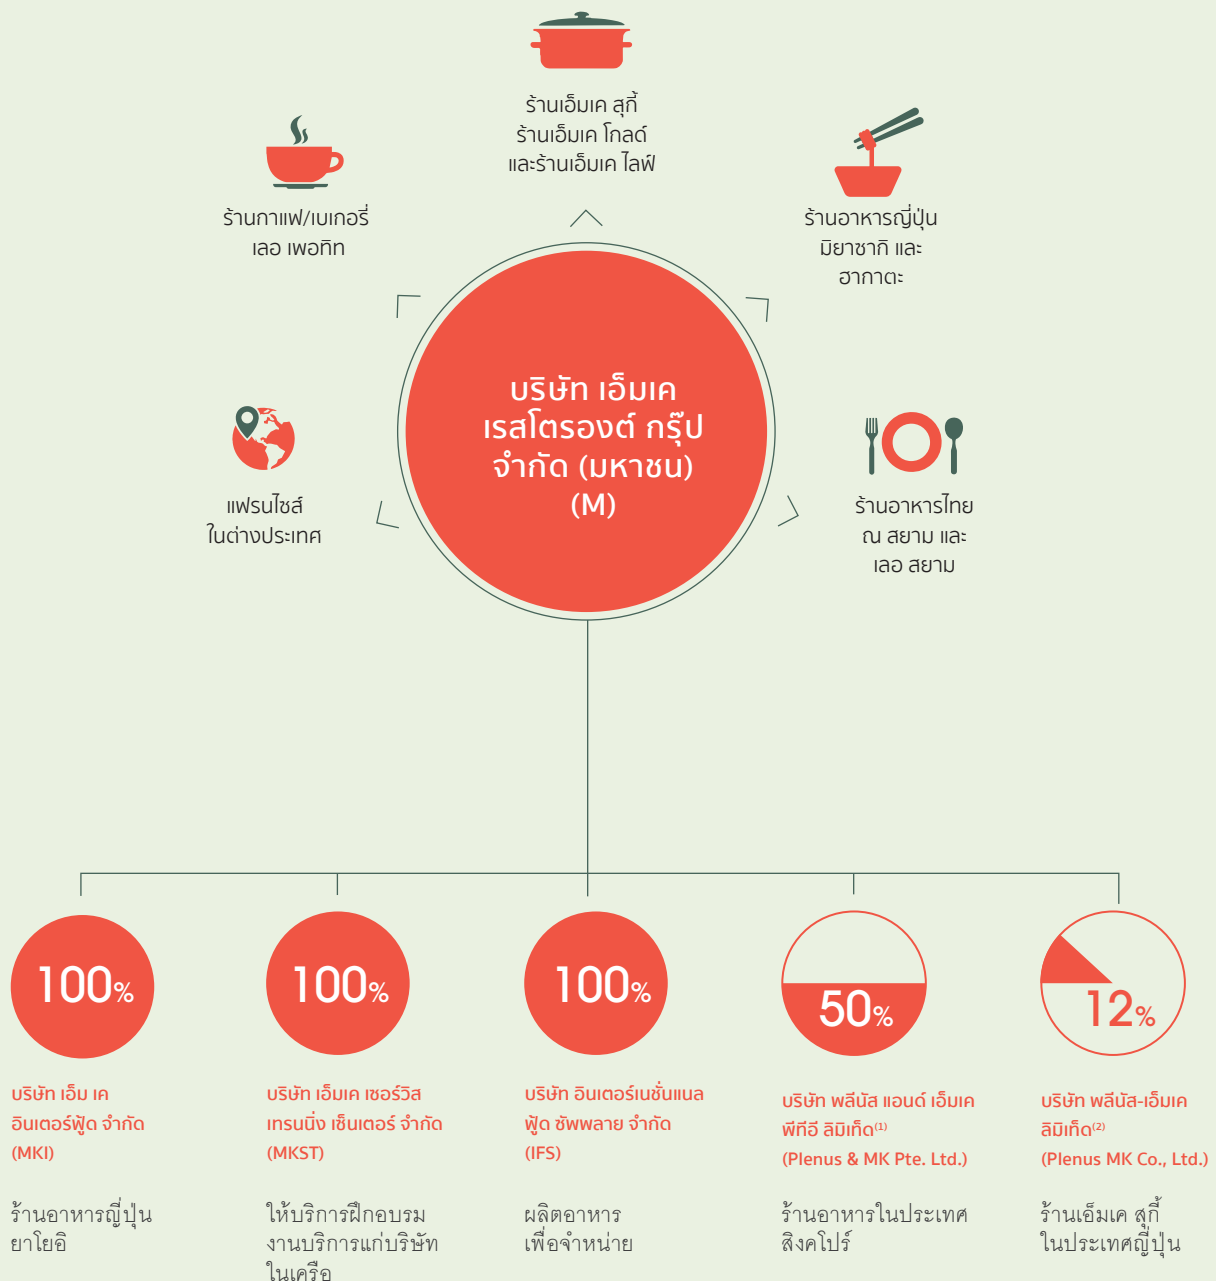 ร้านเอ็มเค สุกี้
ร้านเอ็มเค โกลด์
และร้านเอ็มเค ไลฟ์
ร้านกาแฟ/เบเกอรี่
เลอ เพอทิท
ร้านอาหารญี่ปุ่น
มิยาซากิ และ
ฮากาตะ
บริษัท เอ็มเค
เรสโตรองต์ กรุ๊ป
จำกัด (มหาชน)
(M)
แฟรนไชส์
ในต่างประเทศ
ร้านอาหารไทย
ณ สยาม และ
เลอ สยาม
100%
บริษัท เอ็ม เค
อินเตอร์ฟู้ด จำกัด
(MKI)
ร้านอาหารญี่ปุ่น
ยาโยอิ
100%
บริษัท เอ็มเค เซอร์วิส
เทรนนิ่ง เซ็นเตอร์ จำกัด
(MKST)
ให้บริการฝึกอบรม
งานบริการแก่บริษัท
ในเครือ
100%
บริษัท อินเตอร์เนชั่นแนล
ฟู้ด ซัพพลาย จำกัด
(IFS)
ผลิตอาหาร
เพื่อจำหน่าย
50%
บริษัท พลีนัส แอนด์ เอ็มเค
พีทีอี ลิมิเท็ด⁽¹⁾
(Plenus & MK Pte. Ltd.)
ร้านอาหารในประเทศ
สิงคโปร์
12%
บริษัท พลีนัส-เอ็มเค
ลิมิเท็ด⁽²⁾
(Plenus MK Co., Ltd.)
ร้านเอ็มเค สุกี้
ในประเทศญี่ปุ่น